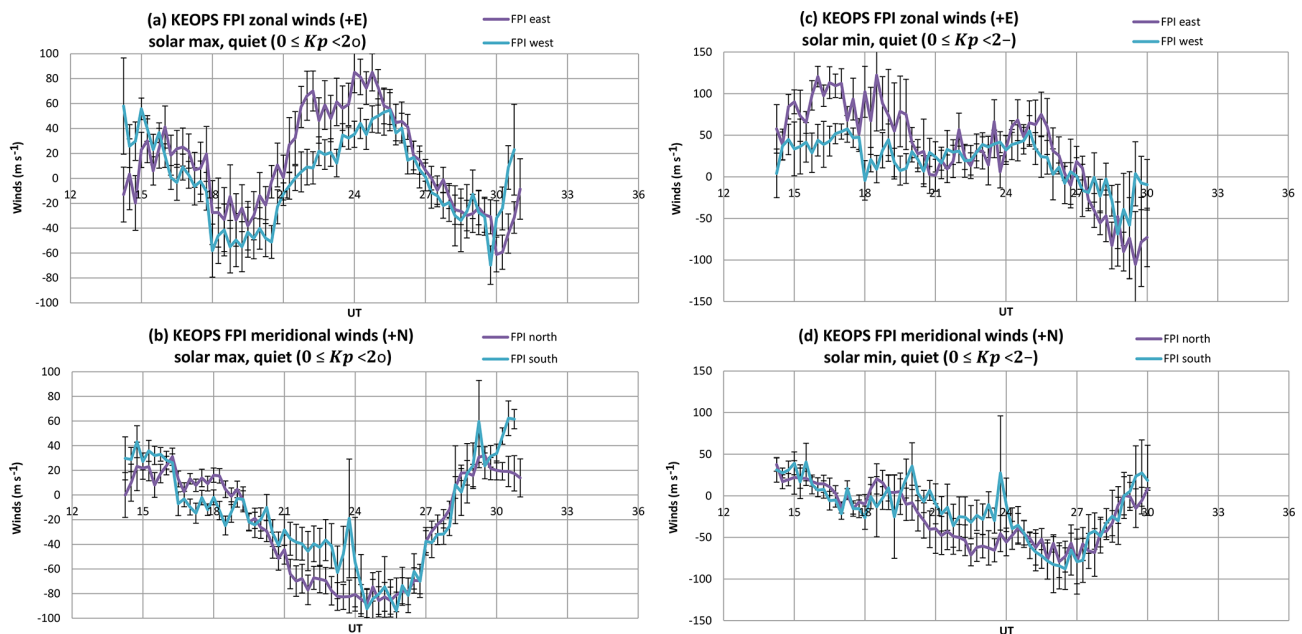 (a) KEOPS FPI zonal winds (+E)
solar max, quiet (0 ≤ Kp <2o)
FPI east
FPI west
Winds (m s⁻¹)
100
80
60
40
20
0
-20
-40
-60
-80
-100
12 15 18 21 24 27 30 33 36
UT
(c) KEOPS FPI zonal winds (+E)
solar min, quiet (0 ≤ Kp <2−)
FPI east
FPI west
Winds (m s⁻¹)
150
100
50
0
-50
-100
-150
12 15 18 21 24 27 30 33 36
UT
(b) KEOPS FPI meridional winds (+N)
solar max, quiet (0 ≤ Kp <2o)
FPI north
FPI south
Winds (m s⁻¹)
100
80
60
40
20
0
-20
-40
-60
-80
-100
12 15 18 21 24 27 30 33 36
UT
(d) KEOPS FPI meridional winds (+N)
solar min, quiet (0 ≤ Kp <2−)
FPI north
FPI south
Winds (m s⁻¹)
150
100
50
0
-50
-100
-150
12 15 18 21 24 27 30 33 36
UT